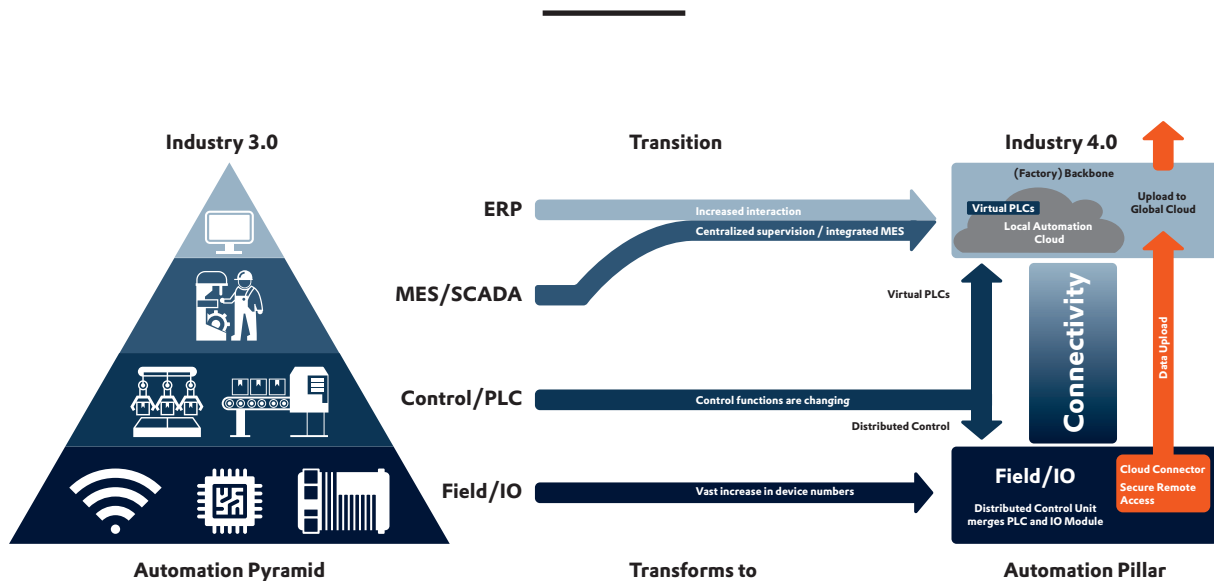 Industry 3.0
Transition
Industry 4.0
(Factory) Backbone
Virtual PLCs
Local Automation
Cloud
Upload to
Global Cloud
ERP
Increased interaction
Centralized supervision / integrated MES
MES/SCADA
Virtual PLCs
Connectivity
Data Upload
Control/PLC
Control functions are changing
Distributed Control
Field/IO
Vast increase in device numbers
Field/IO
Distributed Control Unit
merges PLC and IO Module
Cloud Connector
Secure Remote
Access
Automation Pyramid
Transforms to
Automation Pillar